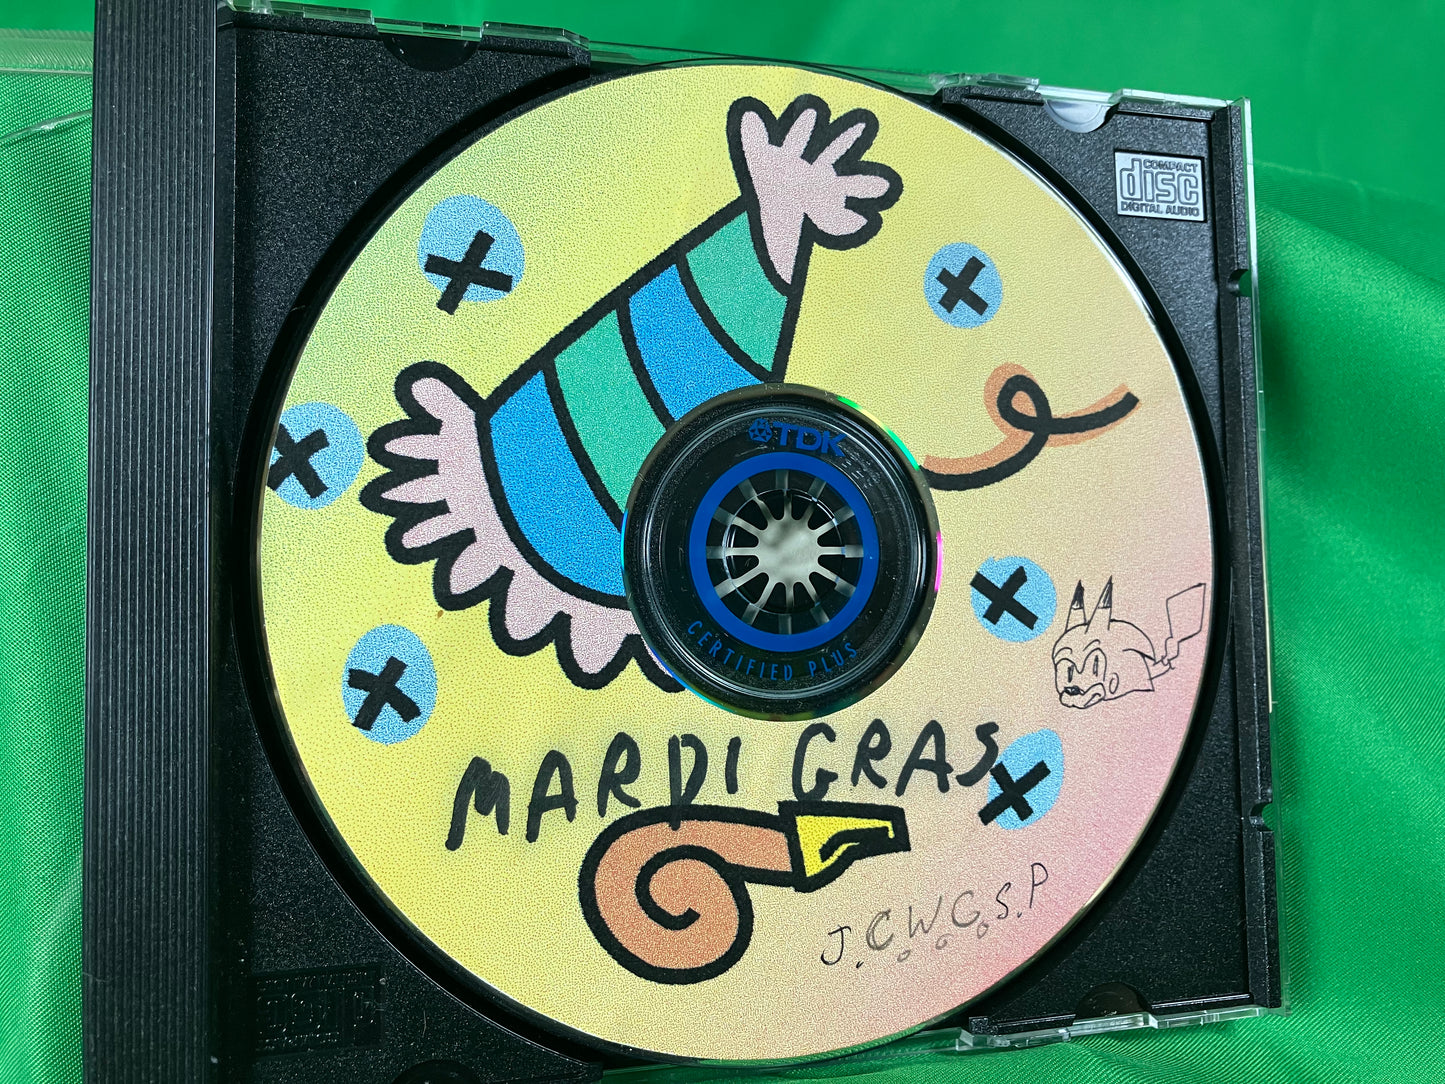 COMPACT
disc
DIGITAL AUDIO
TDK
CERTIFIED PLUS
MARDI GRAS
J.C.W.G.S.P